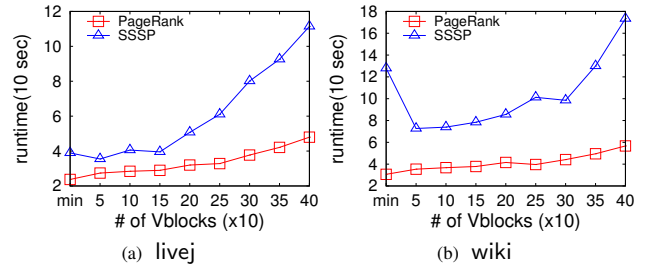 runtime(10 sec)
12
10
8
6
4
2
PageRank
SSSP
min 5 10 15 20 25 30 35 40
# of Vblocks (x10)
(a) livej
runtime(10 sec)
18
16
14
12
10
8
6
4
2
PageRank
SSSP
min 5 10 15 20 25 30 35 40
# of Vblocks (x10)
(b) wiki